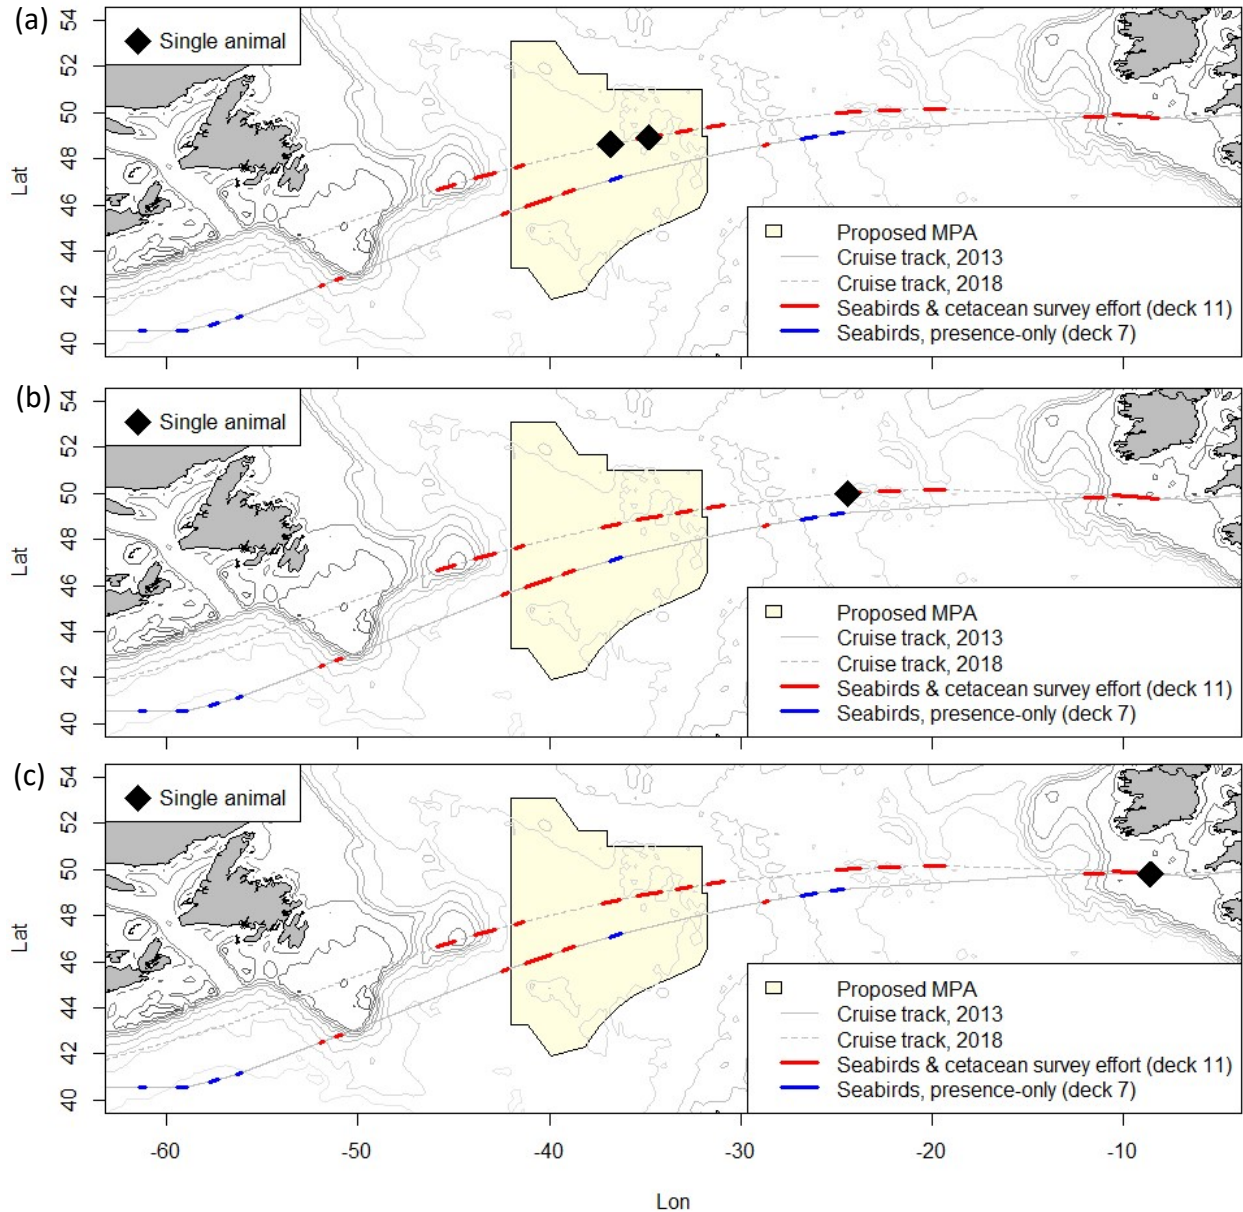 (a)
Single animal
54
52
50
48
46
44
42
40
Lat
Proposed MPA
Cruise track, 2013
Cruise track, 2018
Seabirds & cetacean survey effort (deck 11)
Seabirds, presence-only (deck 7)
(b)
Single animal
54
52
50
48
46
44
42
40
Lat
Proposed MPA
Cruise track, 2013
Cruise track, 2018
Seabirds & cetacean survey effort (deck 11)
Seabirds, presence-only (deck 7)
(c)
Single animal
54
52
50
48
46
44
42
40
Lat
Proposed MPA
Cruise track, 2013
Cruise track, 2018
Seabirds & cetacean survey effort (deck 11)
Seabirds, presence-only (deck 7)
-60 -50 -40 -30 -20 -10
Lon